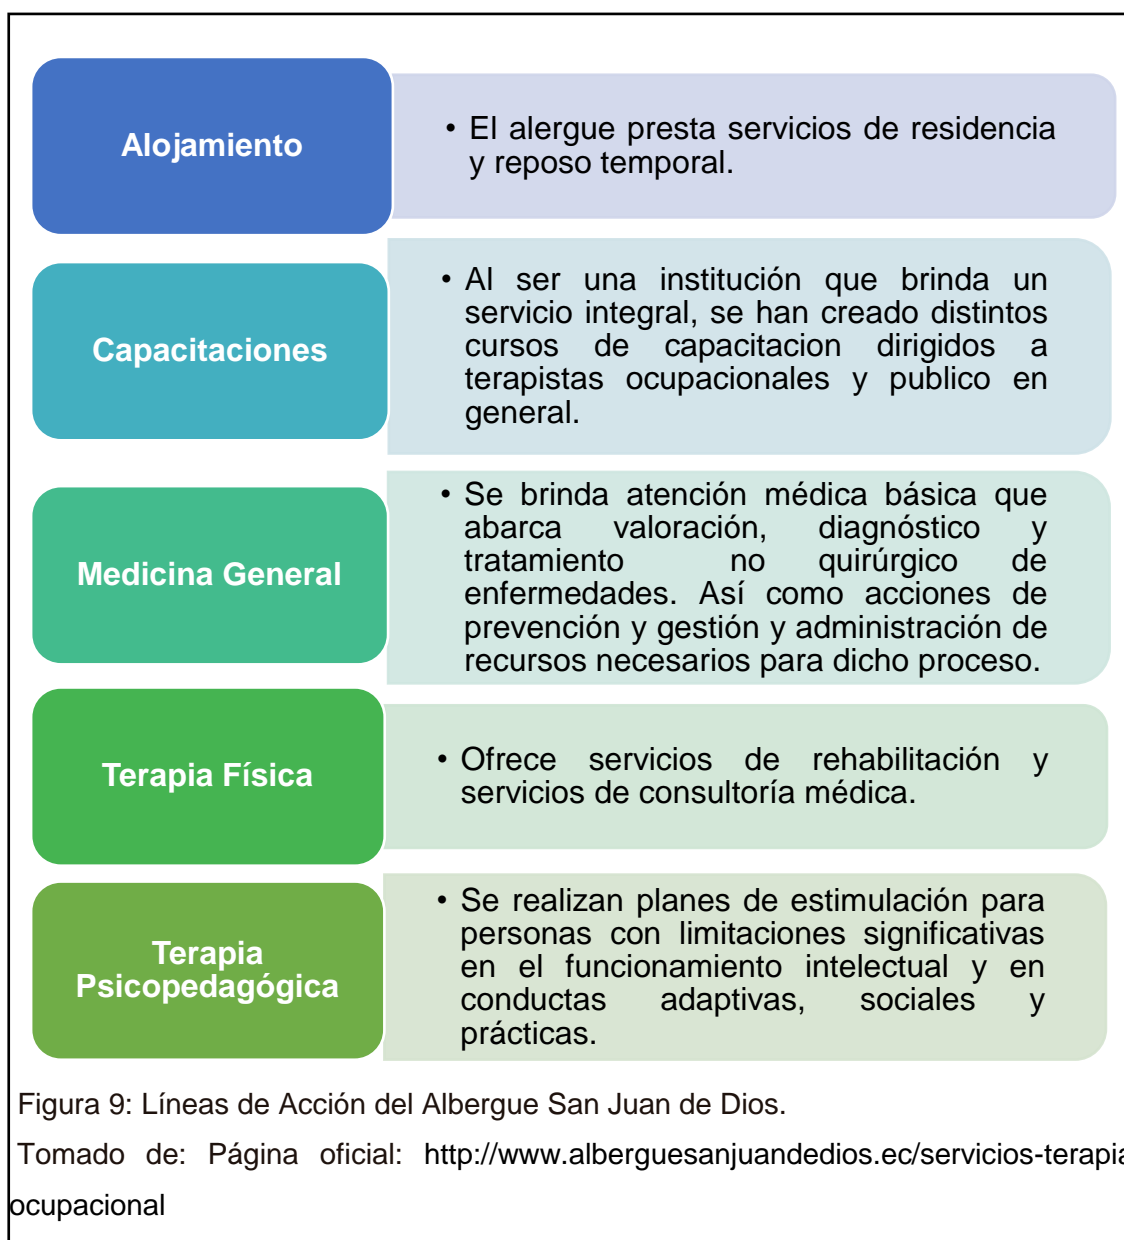 Alojamiento
• El alergue presta servicios de residencia
y reposo temporal.
Capacitaciones
• Al ser una institución que brinda un
servicio integral, se han creado distintos
cursos de capacitacion dirigidos a
terapistas ocupacionales y publico en
general.
Medicina General
• Se brinda atención médica básica que
abarca valoración, diagnóstico y
tratamiento no quirúrgico de
enfermedades. Así como acciones de
prevención y gestión y administración de
recursos necesarios para dicho proceso.
Terapia Física
• Ofrece servicios de rehabilitación y
servicios de consultoría médica.
Terapia
Psicopedagógica
• Se realizan planes de estimulación para
personas con limitaciones significativas
en el funcionamiento intelectual y en
conductas adaptivas, sociales y
prácticas.
Figura 9: Líneas de Acción del Albergue San Juan de Dios.
Tomado de: Página oficial: http://www.alberguesanjuandedios.ec/servicios-terapia
ocupacional